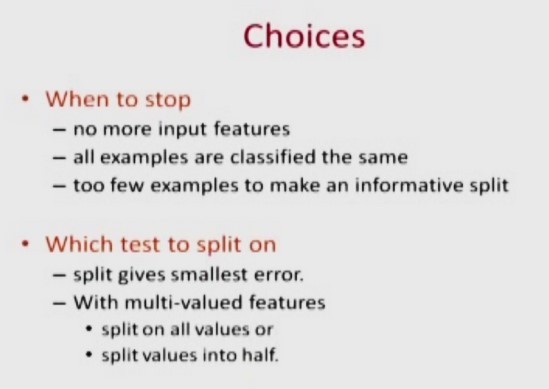 Choices
• When to stop
– no more input features
– all examples are classified the same
– too few examples to make an informative split
• Which test to split on
– split gives smallest error.
– With multi-valued features
• split on all values or
• split values into half.